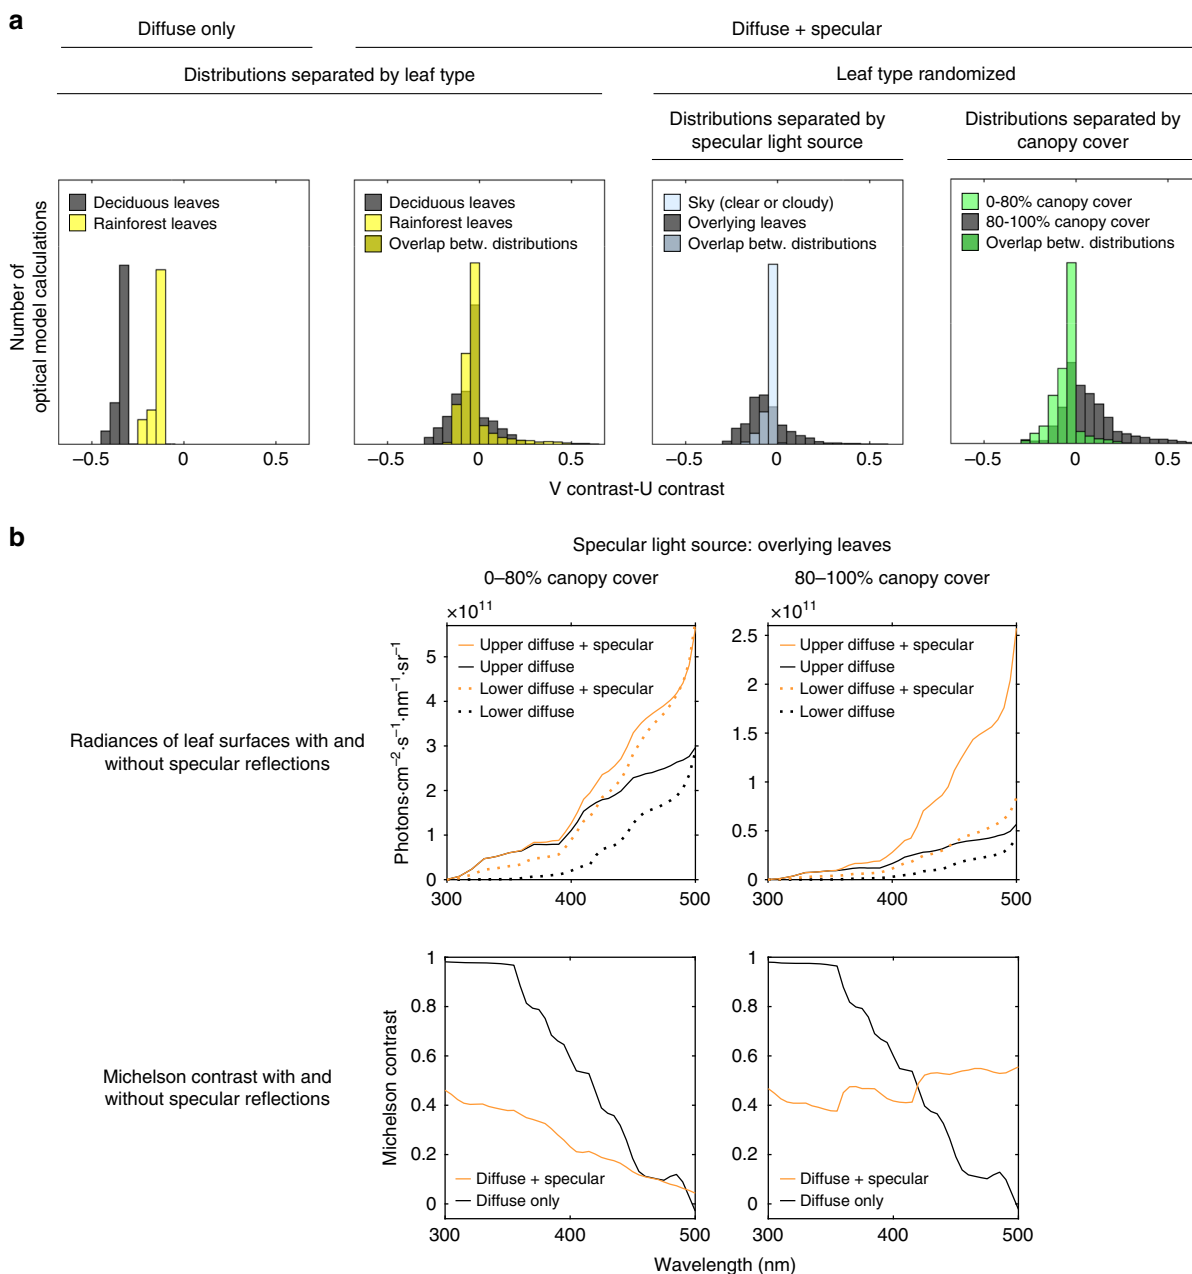 a
Diffuse only
Diffuse + specular
Distributions separated by leaf type
Leaf type randomized
Distributions separated by
specular light source
Distributions separated by
canopy cover
Number of
optical model calculations
Deciduous leaves
Rainforest leaves
−0.5 0 0.5
Deciduous leaves
Rainforest leaves
Overlap betw. distributions
−0.5 0 0.5
Sky (clear or cloudy)
Overlying leaves
Overlap betw. distributions
−0.5 0 0.5
0-80% canopy cover
80-100% canopy cover
Overlap betw. distributions
−0.5 0 0.5
V contrast-U contrast
b
Specular light source: overlying leaves
0–80% canopy cover
80–100% canopy cover
Radiances of leaf surfaces with and
without specular reflections
Photons·cm⁻²·s⁻¹·nm⁻¹·sr⁻¹
×10¹¹
5
4
3
2
1
0
Upper diffuse + specular
Upper diffuse
Lower diffuse + specular
Lower diffuse
300 400 500
×10¹¹
2.5
2
1.5
1
0.5
0
Upper diffuse + specular
Upper diffuse
Lower diffuse + specular
Lower diffuse
300 400 500
Michelson contrast with and
without specular reflections
Michelson contrast
1
0.8
0.6
0.4
0.2
0
Diffuse + specular
Diffuse only
300 400 500
1
0.8
0.6
0.4
0.2
0
Diffuse + specular
Diffuse only
300 400 500
Wavelength (nm)